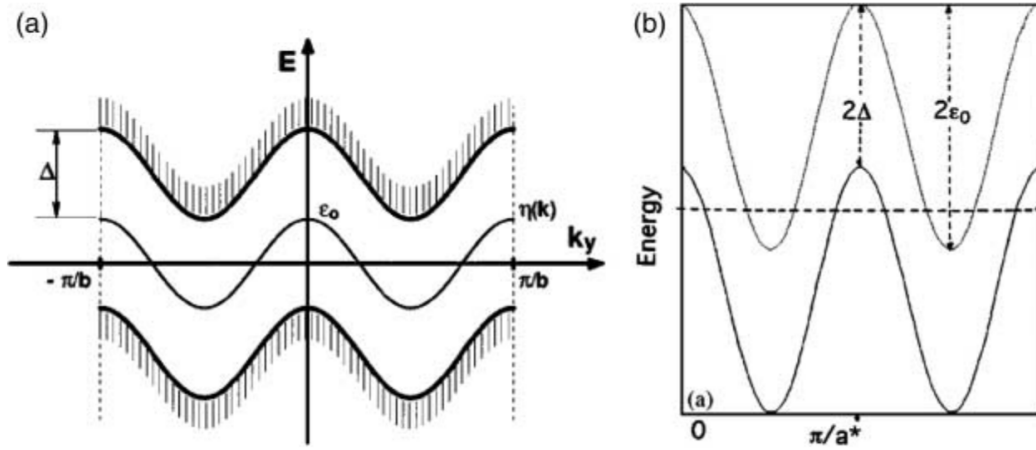 (a)
E
Δ
ε₀
η(k)
k_y
- π/b
π/b
(b)
2Δ
2ε₀
Energy
(a)
0
π/a*